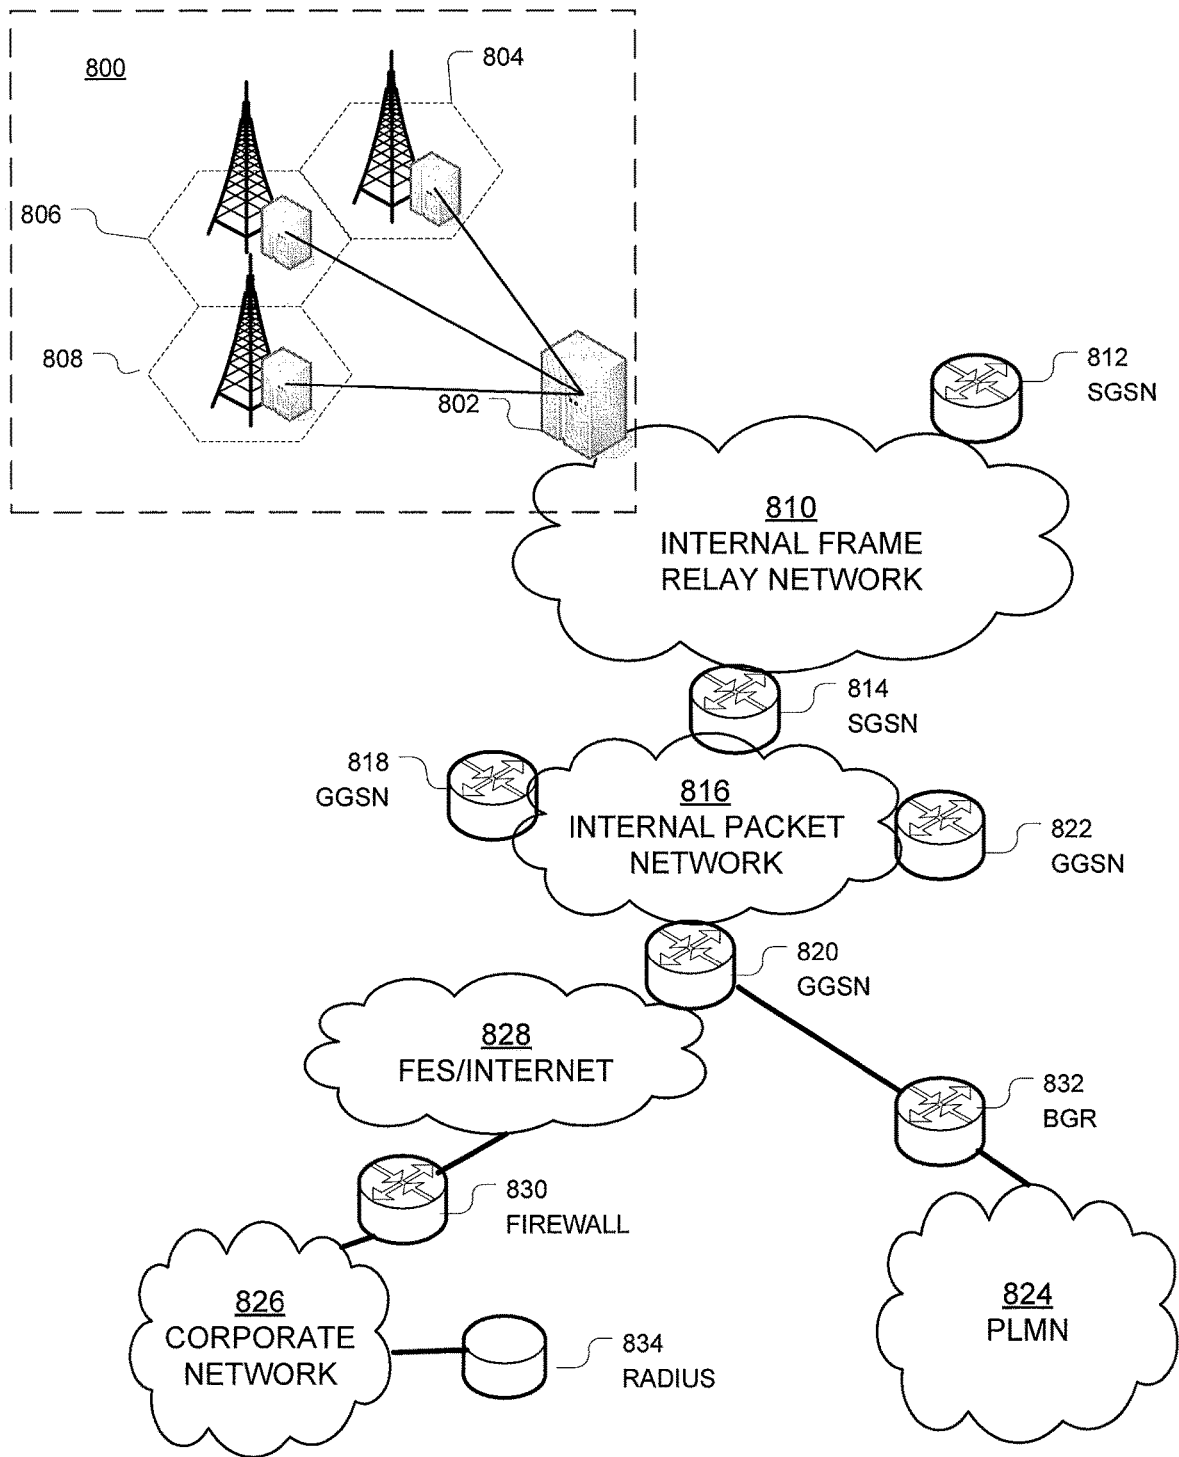 800
804
806
808
802
812
SGSN
810
INTERNAL FRAME
RELAY NETWORK
814
SGSN
818
GGSN
816
INTERNAL PACKET
NETWORK
822
GGSN
820
GGSN
828
FES/INTERNET
832
BGR
830
FIREWALL
826
CORPORATE
NETWORK
834
RADIUS
824
PLMN